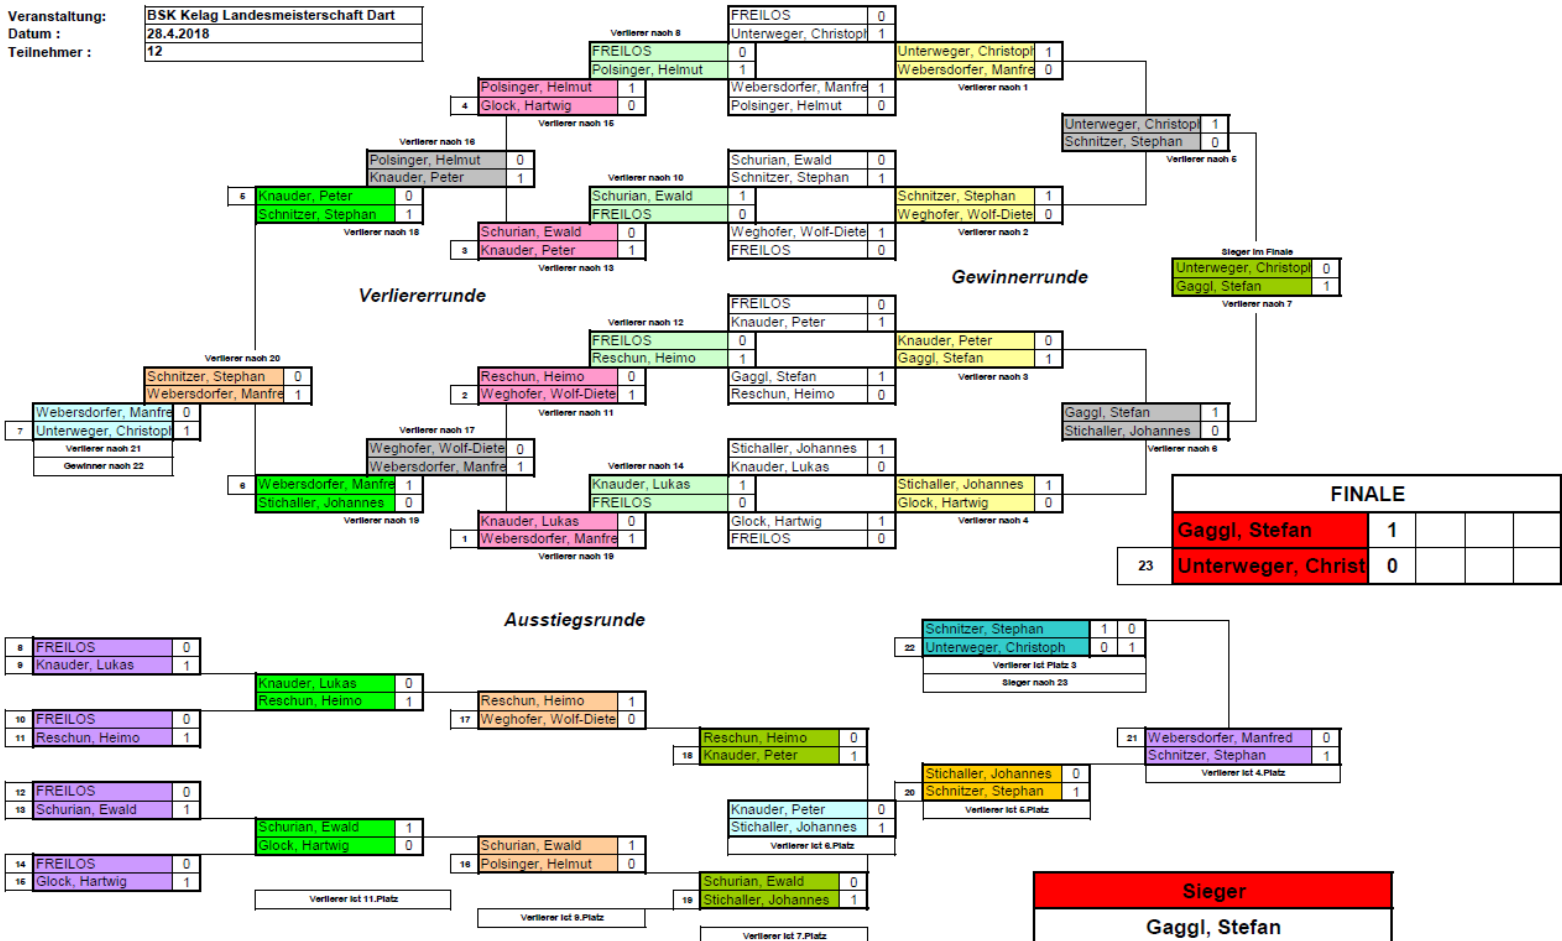 Veranstaltung: BSK Kelag Landesmeisterschaft Dart
Datum : 28.4.2018
Teilnehmer : 12
FREILOS 0
Unterweger, Christoph 1
Verlierer nach 8
FREILOS 0
Polsinger, Helmut 1
Unterweger, Christoph 1
Webersdorfer, Manfre 0
Verlierer nach 1
Polsinger, Helmut 1
4 Glock, Hartwig 0
Verlierer nach 15
Webersdorfer, Manfre 1
Polsinger, Helmut 0
Unterweger, Christoph 1
Schnitzer, Stephan 0
Verlierer nach 5
Verlierer nach 16
Polsinger, Helmut 0
Knauder, Peter 1
Schurian, Ewald 0
Schnitzer, Stephan 1
Verlierer nach 10
Schurian, Ewald 1
FREILOS 0
Schnitzer, Stephan 1
Weghofer, Wolf-Diete 0
Verlierer nach 2
5 Knauder, Peter 0
Schnitzer, Stephan 1
Verlierer nach 18
Schurian, Ewald 0
3 Knauder, Peter 1
Verlierer nach 13
Weghofer, Wolf-Diete 1
FREILOS 0
Sieger im Finale
Unterweger, Christoph 0
Gaggl, Stefan 1
Verlierer nach 7
Verliererrunde
Gewinnerrunde
FREILOS 0
Knauder, Peter 1
Verlierer nach 12
FREILOS 0
Reschun, Heimo 1
Knauder, Peter 0
Gaggl, Stefan 1
Verlierer nach 3
Verlierer nach 20
Schnitzer, Stephan 0
Webersdorfer, Manfre 1
Reschun, Heimo 0
2 Weghofer, Wolf-Diete 1
Verlierer nach 11
Gaggl, Stefan 1
Reschun, Heimo 0
Webersdorfer, Manfre 0
7 Unterweger, Christoph 1
Verlierer nach 21
Gewinner nach 22
Gaggl, Stefan 1
Stichaller, Johannes 0
Verlierer nach 6
Verlierer nach 17
Weghofer, Wolf-Diete 0
Webersdorfer, Manfre 1
Stichaller, Johannes 1
Knauder, Lukas 0
Verlierer nach 14
Knauder, Lukas 1
FREILOS 0
Stichaller, Johannes 1
Glock, Hartwig 0
Verlierer nach 4
6 Webersdorfer, Manfre 1
Stichaller, Johannes 0
Verlierer nach 19
Knauder, Lukas 0
1 Webersdorfer, Manfre 1
Verlierer nach 19
Glock, Hartwig 1
FREILOS 0
FINALE
Gaggl, Stefan 1
23 Unterweger, Christ 0
Ausstiegsrunde
8 FREILOS 0
9 Knauder, Lukas 1
Knauder, Lukas 0
Reschun, Heimo 1
10 FREILOS 0
11 Reschun, Heimo 1
Reschun, Heimo 1
17 Weghofer, Wolf-Diete 0
Reschun, Heimo 0
18 Knauder, Peter 1
Schnitzer, Stephan 1 0
22 Unterweger, Christoph 0 1
Verlierer ist Platz 3
Sieger nach 23
21 Webersdorfer, Manfred 0
Schnitzer, Stephan 1
Verlierer ist 4.Platz
Stichaller, Johannes 0
20 Schnitzer, Stephan 1
Verlierer ist 5.Platz
12 FREILOS 0
13 Schurian, Ewald 1
Schurian, Ewald 1
Glock, Hartwig 0
14 FREILOS 0
15 Glock, Hartwig 1
Verlierer ist 11.Platz
Schurian, Ewald 1
16 Polsinger, Helmut 0
Verlierer ist 9.Platz
Knauder, Peter 0
Stichaller, Johannes 1
Verlierer ist 6.Platz
Schurian, Ewald 0
19 Stichaller, Johannes 1
Verlierer ist 7.Platz
Sieger
Gaggl, Stefan